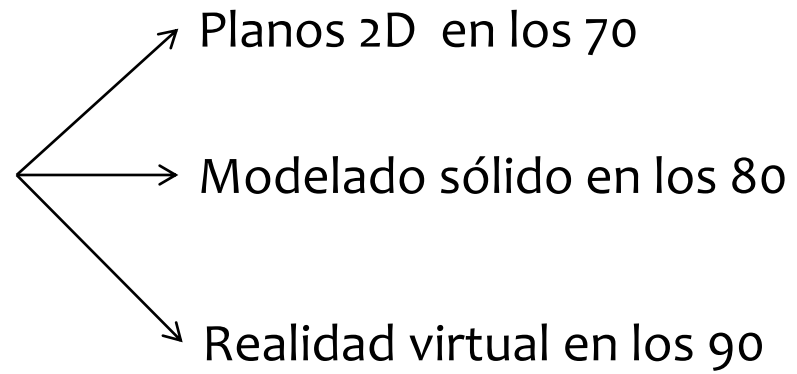 Planos 2D en los 70
Modelado sólido en los 80
Realidad virtual en los 90